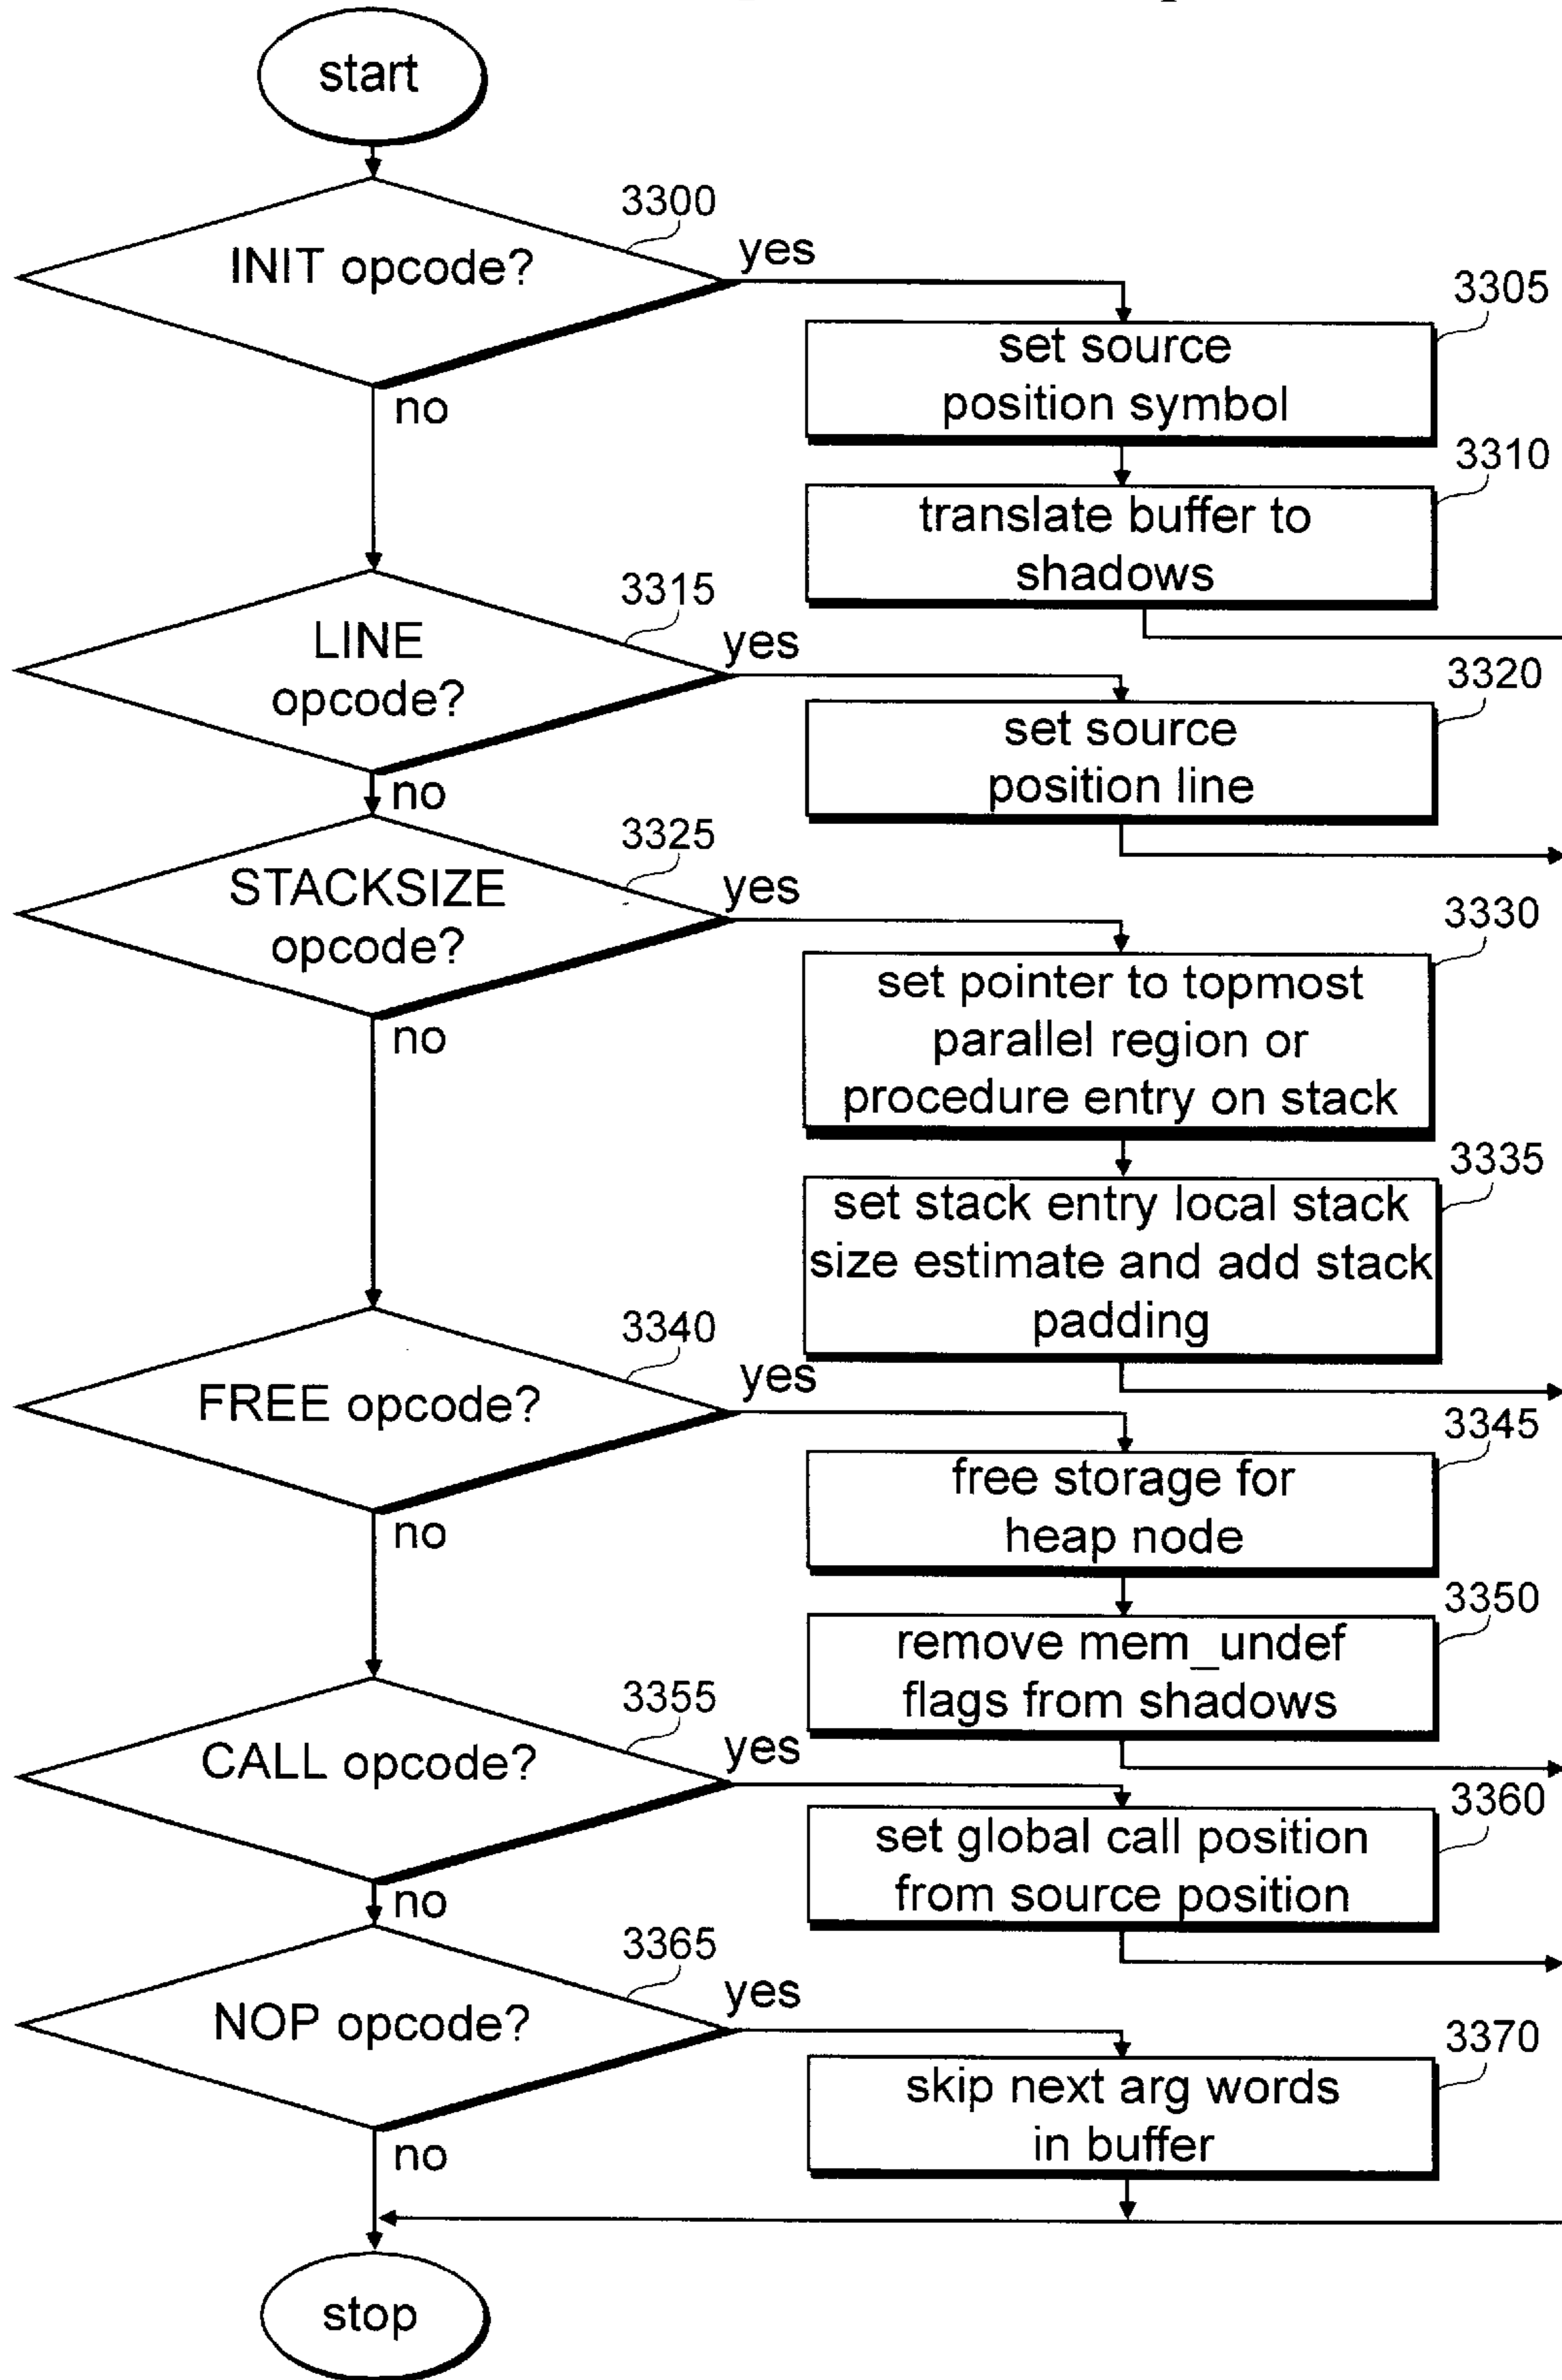 start
3300
INIT opcode?
yes
no
3305
set source
position symbol
3310
translate buffer to
shadows
3315
LINE
opcode?
yes
no
3320
set source
position line
3325
STACKSIZE
opcode?
yes
no
3330
set pointer to topmost
parallel region or
procedure entry on stack
3335
set stack entry local stack
size estimate and add stack
padding
3340
FREE opcode?
yes
no
3345
free storage for
heap node
3350
remove mem_undef
flags from shadows
3355
CALL opcode?
yes
no
3360
set global call position
from source position
3365
NOP opcode?
yes
no
3370
skip next arg words
in buffer
stop